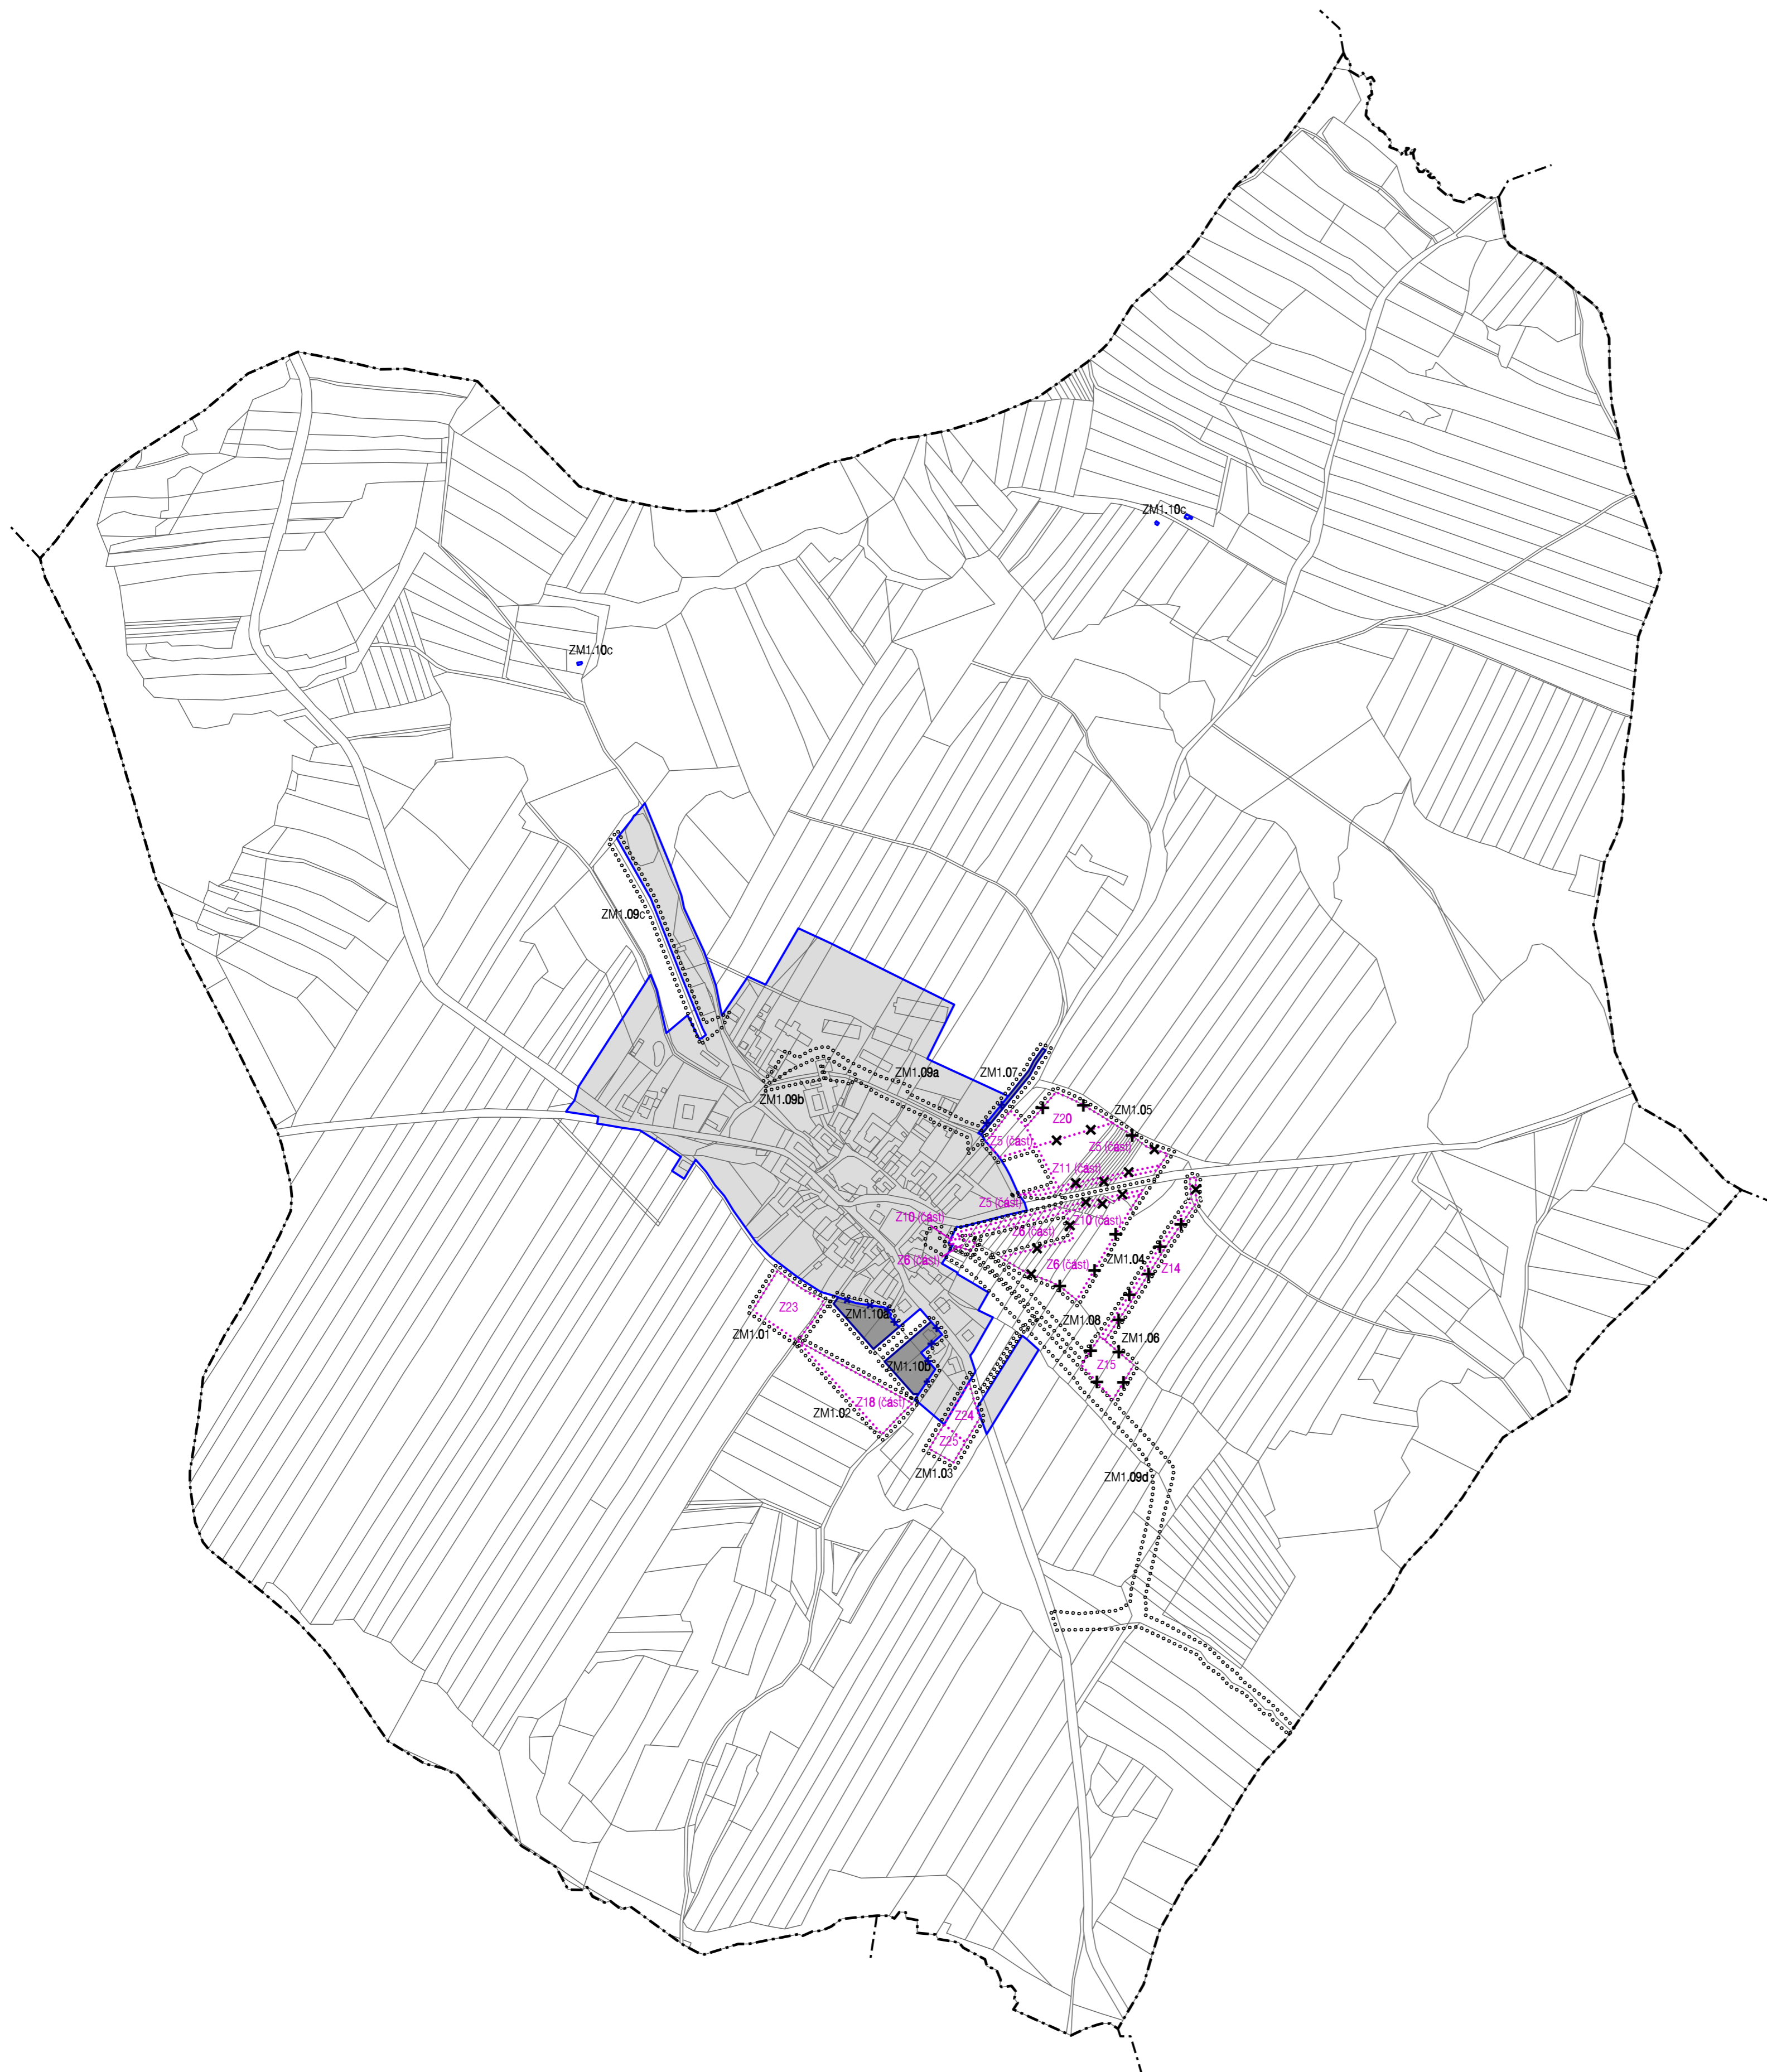 ZM1.10c
ZM1.10c
ZM1.09c
ZM1.09a
ZM1.07
ZM1.09b
ZM1.05
Z20
Z5 (část)
Z5 (část)
Z11 (část)
Z5 (část)
Z10 (část)
Z10 (část)
Z6 (část)
Z6 (část)
Z6 (část)
ZM1.04
Z14
Z23
ZM1.10a
ZM1.01
ZM1.08
ZM1.06
ZM1.10b
Z15
Z18 (část)
ZM1.02
Z24
Z25
ZM1.03
ZM1.09d